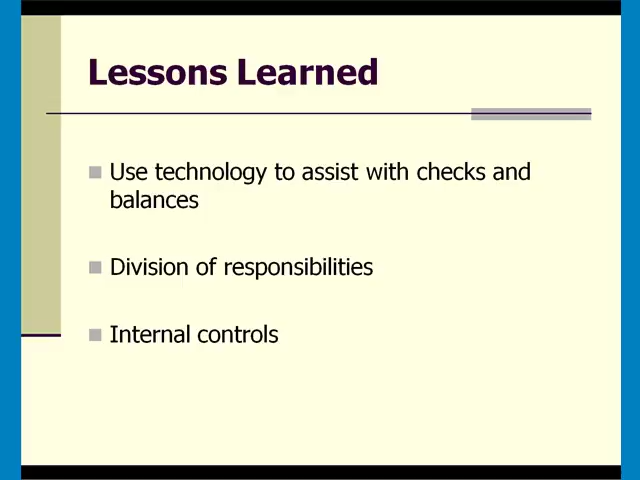 Lessons Learned
Use technology to assist with checks and
balances
Division of responsibilities
Internal controls